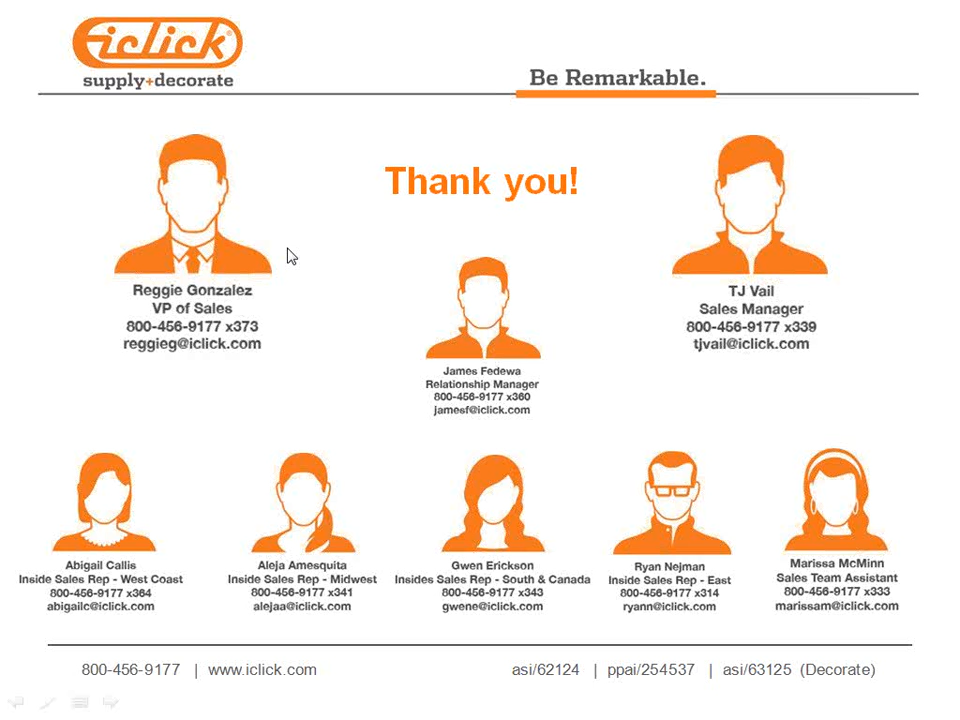 iclick®
supply+decorate
Be Remarkable.
Thank you!
Reggie Gonzalez
VP of Sales
800-456-9177 x373
reggieg@iclick.com
TJ Vail
Sales Manager
800-456-9177 x339
tjvail@iclick.com
James Fedewa
Relationship Manager
800-456-9177 x360
jamesf@iclick.com
Abigail Callis
Inside Sales Rep - West Coast
800-456-9177 x364
abigailc@iclick.com
Aleja Amesquita
Inside Sales Rep - Midwest
800-456-9177 x341
alejaa@iclick.com
Gwen Erickson
Insides Sales Rep - South & Canada
800-456-9177 x343
gwene@iclick.com
Ryan Nejman
Inside Sales Rep - East
800-456-9177 x314
ryann@iclick.com
Marissa McMinn
Sales Team Assistant
800-456-9177 x333
marissam@iclick.com
800-456-9177 | www.iclick.com
asi/62124 | ppai/254537 | asi/63125 (Decorate)